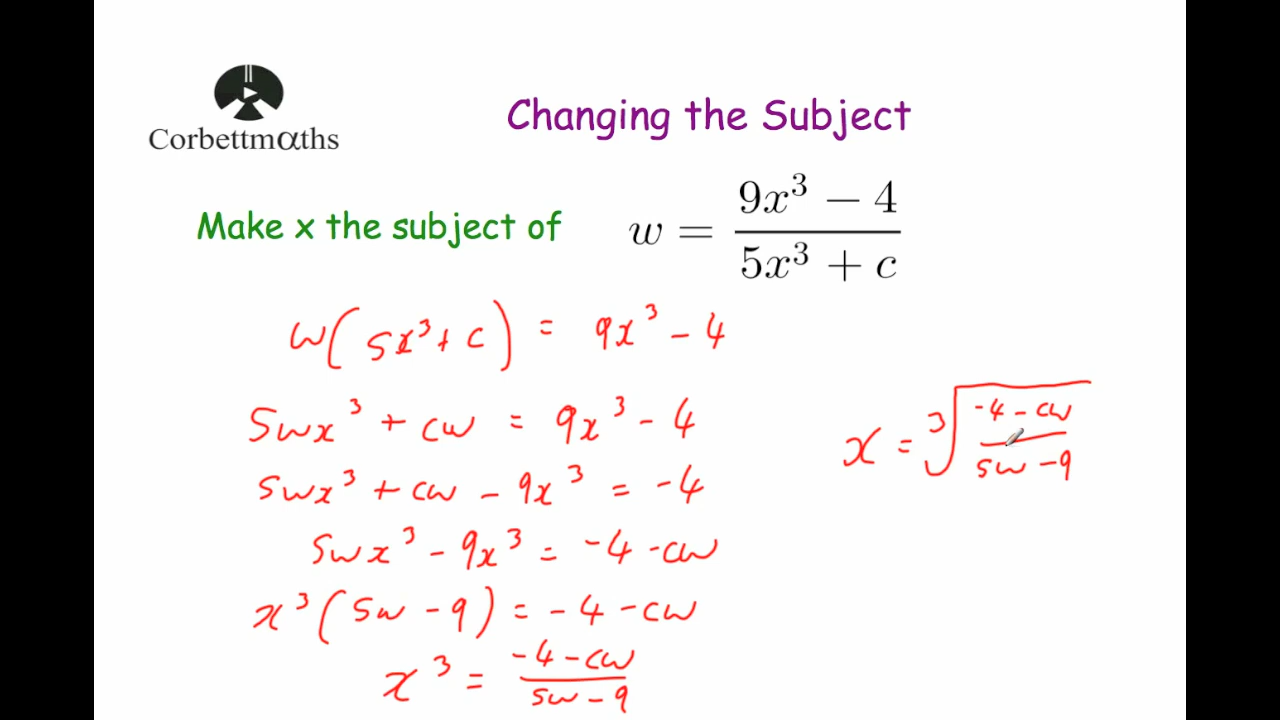 Corbettmαths
Changing the Subject
Make x the subject of w = (9x³ − 4)/(5x³ + c)
w(5x³ + c) = 9x³ − 4
5wx³ + cw = 9x³ − 4
5wx³ + cw − 9x³ = −4
5wx³ − 9x³ = −4 − cw
x³(5w − 9) = −4 − cw
x³ = (−4 − cw)/(5w − 9)
x = ∛((−4 − cw)/(5w − 9))